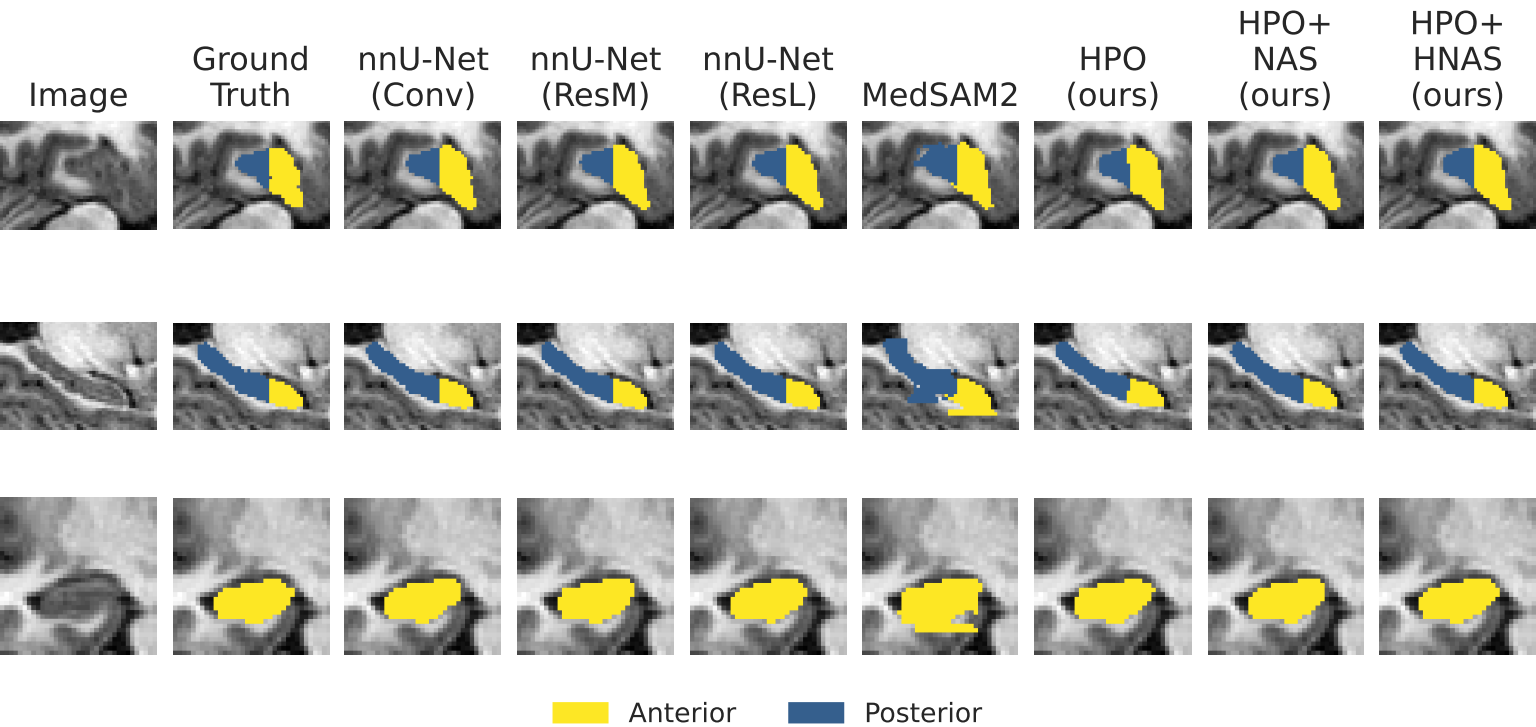 Image
Ground
Truth
nnU-Net
(Conv)
nnU-Net
(ResM)
nnU-Net
(ResL)
MedSAM2
HPO
(ours)
HPO+
NAS
(ours)
HPO+
HNAS
(ours)
Anterior
Posterior